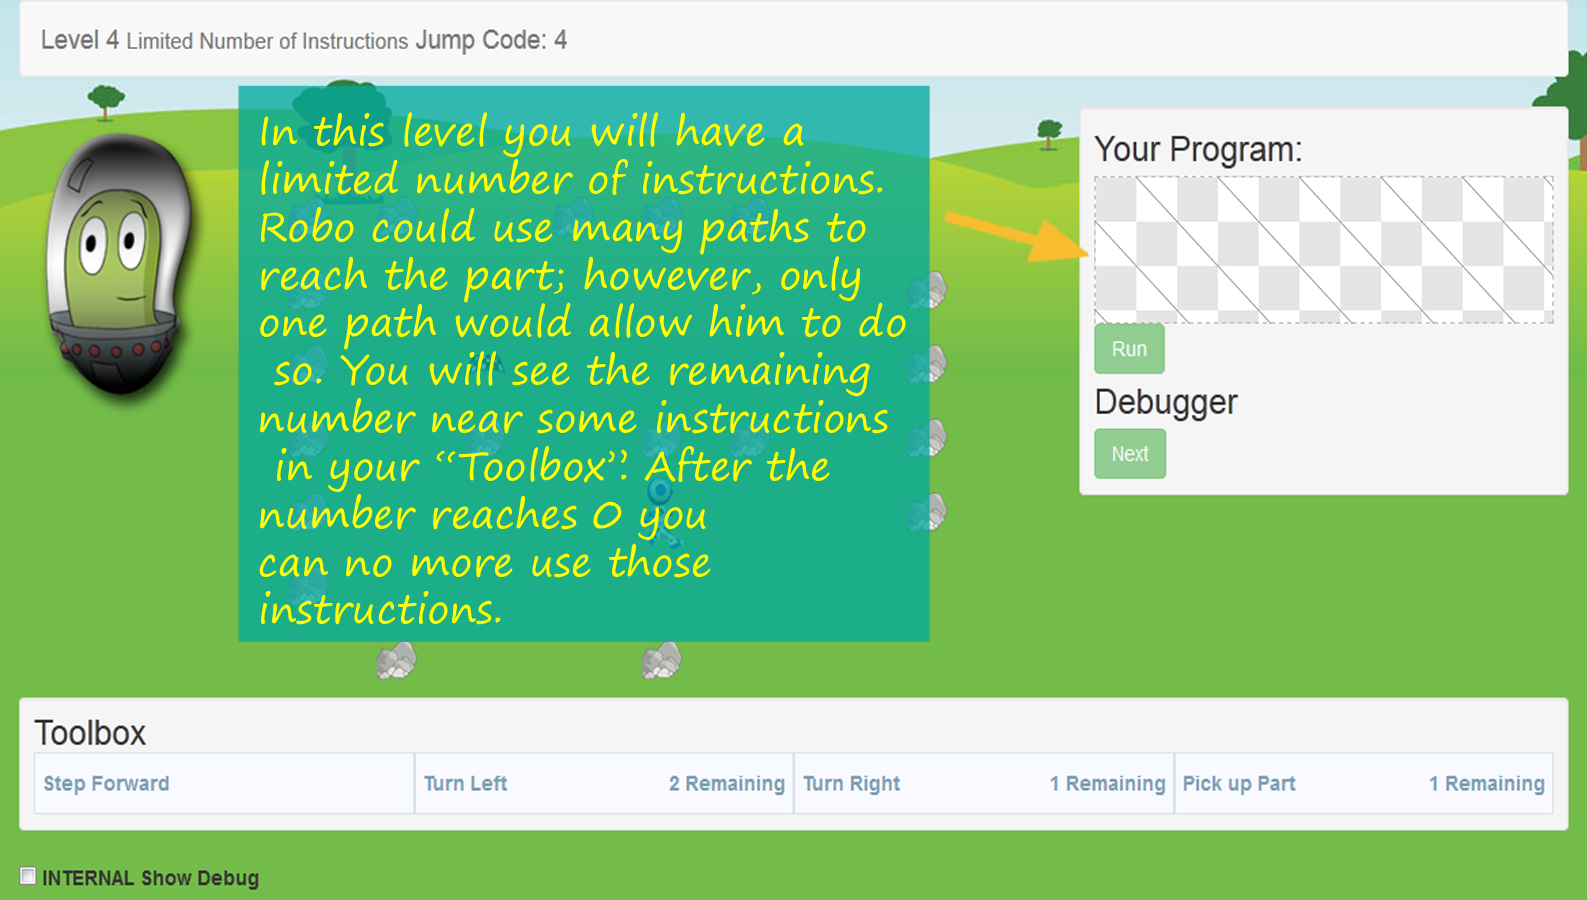 Level 4 Limited Number of Instructions Jump Code: 4
In this level you will have a
limited number of instructions.
Robo could use many paths to
reach the part; however, only
one path would allow him to do
so. You will see the remaining
number near some instructions
in your “Toolbox”. After the
number reaches 0 you
can no more use those
instructions.
Your Program:
Run
Debugger
Next
Toolbox
Step Forward
Turn Left 2 Remaining
Turn Right 1 Remaining
Pick up Part 1 Remaining
INTERNAL Show Debug